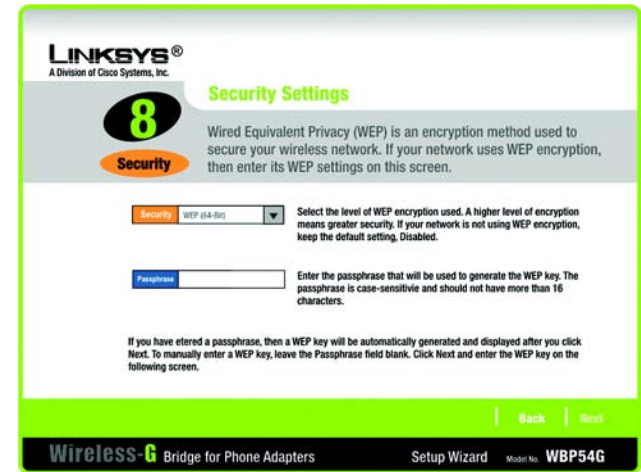 LINKSYS®
A Division of Cisco Systems, Inc.
8
Security
Security Settings
Wired Equivalent Privacy (WEP) is an encryption method used to
secure your wireless network. If your network uses WEP encryption,
then enter its WEP settings on this screen.
Security WEP (64-Bit)
Select the level of WEP encryption used. A higher level of encryption
means greater security. If your network is not using WEP encryption,
keep the default setting, Disabled.
Passphrase
Enter the passphrase that will be used to generate the WEP key. The
passphrase is case-sensitivie and should not have more than 16
characters.
If you have etered a passphrase, then a WEP key will be automatically generated and displayed after you click
Next. To manually enter a WEP key, leave the Passphrase field blank. Click Next and enter the WEP key on the
following screen.
Back Next
Wireless-G Bridge for Phone Adapters Setup Wizard Model No. WBP54G